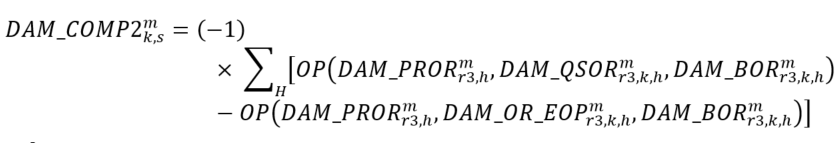 DAM_COMP2^m_{k,s} = (−1)
× ∑_H [OP(DAM_PROR^m_{r3,h}, DAM_QSOR^m_{r3,k,h}, DAM_BOR^m_{r3,k,h})
− OP(DAM_PROR^m_{r3,h}, DAM_OR_EOP^m_{r3,k,h}, DAM_BOR^m_{r3,k,h})]